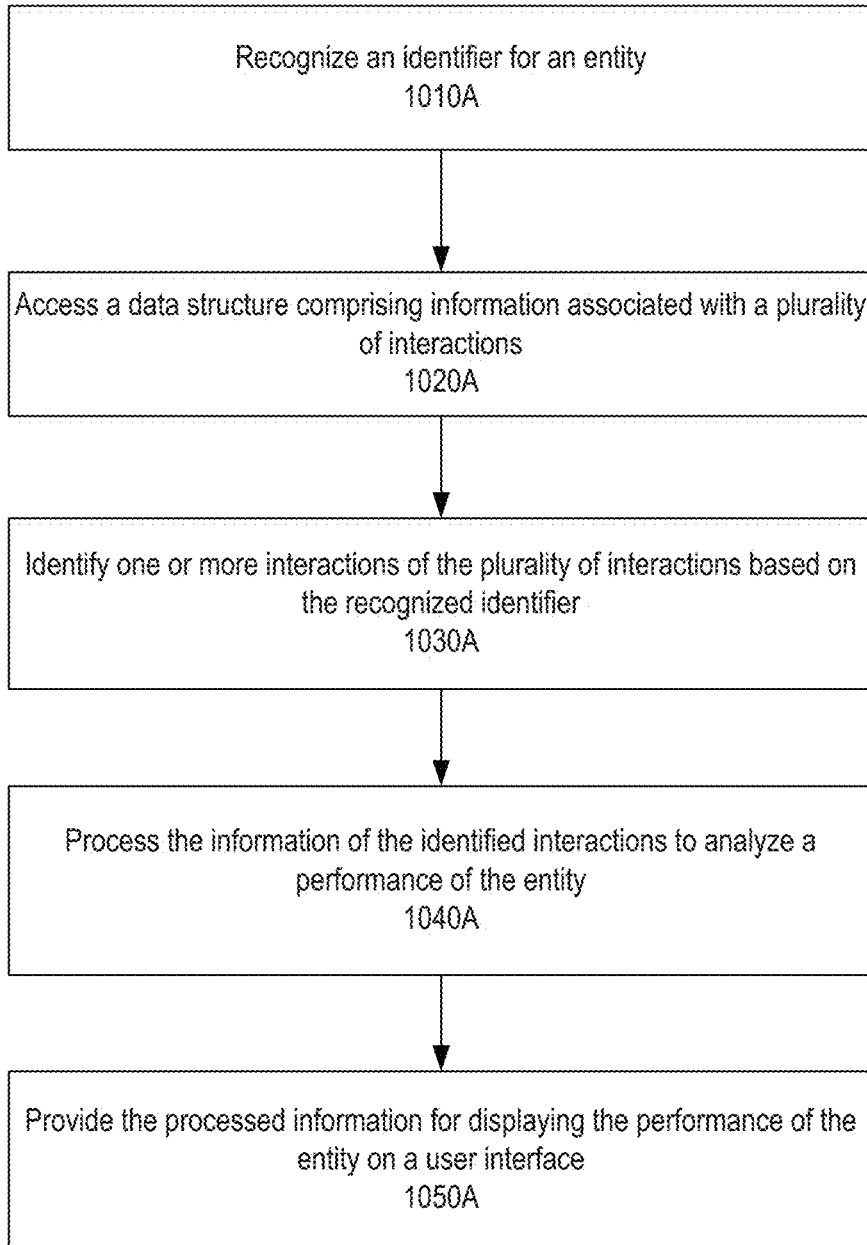 Recognize an identifier for an entity
1010A
Access a data structure comprising information associated with a plurality
of interactions
1020A
Identify one or more interactions of the plurality of interactions based on
the recognized identifier
1030A
Process the information of the identified interactions to analyze a
performance of the entity
1040A
Provide the processed information for displaying the performance of the
entity on a user interface
1050A